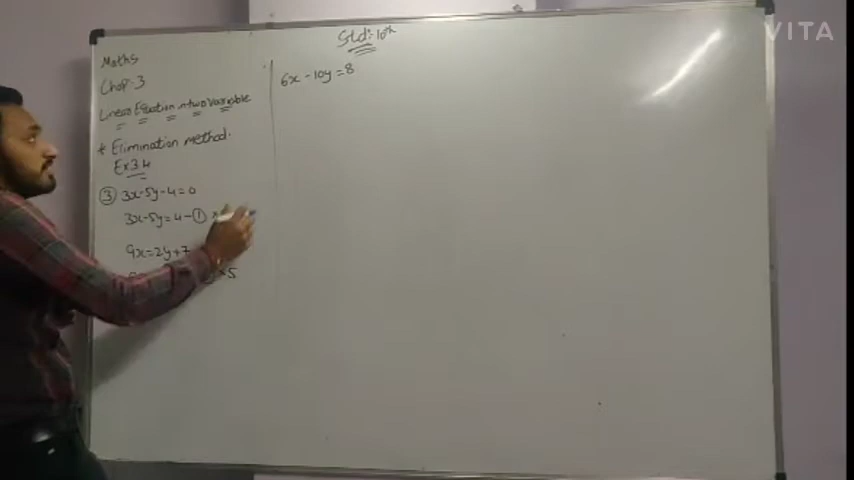 VITA
Std:-10th
Maths
Chap-3
Linear Equation in two variable
* Elimination method.
Ex 3.4
③ 3x-5y-4=0
3x-5y=4-①
9x=2y+7
×5
6x-10y=8